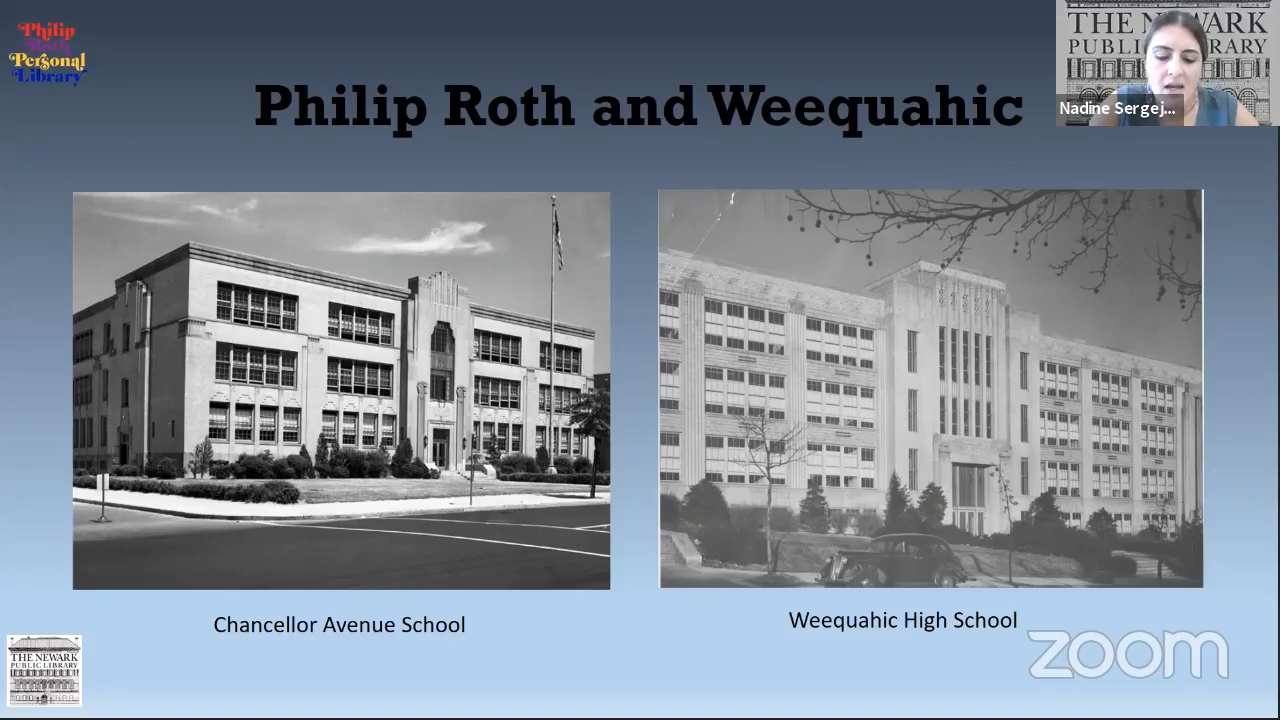 Philip
Roth
Personal
Library
Philip Roth and Weequahic
THE NEWARK
PUBLIC LIBRARY
Nadine Sergej...
Chancellor Avenue School
Weequahic High School
zoom
THE NEWARK
PUBLIC LIBRARY